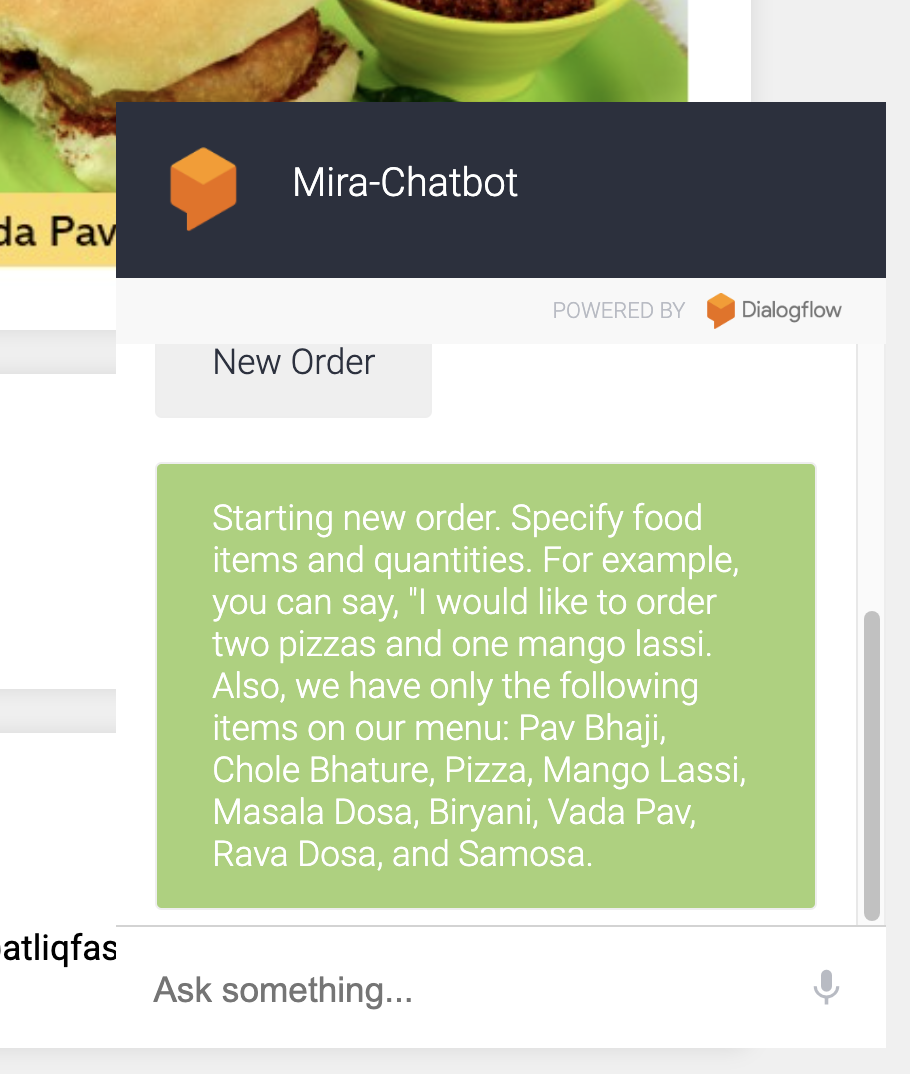 Mira-Chatbot
da Pav
POWERED BY Dialogflow
New Order
Starting new order. Specify food
items and quantities. For example,
you can say, "I would like to order
two pizzas and one mango lassi.
Also, we have only the following
items on our menu: Pav Bhaji,
Chole Bhature, Pizza, Mango Lassi,
Masala Dosa, Biryani, Vada Pav,
Rava Dosa, and Samosa.
atliqfas
Ask something...